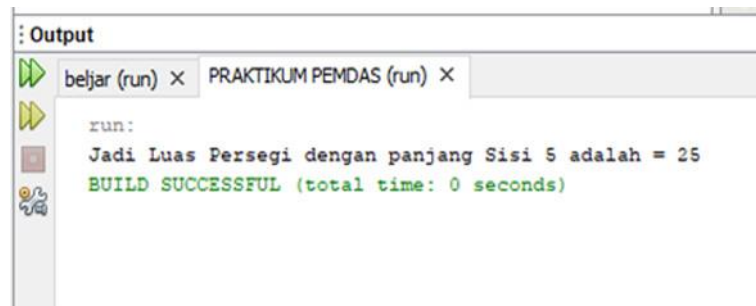 Output
beljar (run) × PRAKTIKUM PEMDAS (run) ×
run:
Jadi Luas Persegi dengan panjang Sisi 5 adalah = 25
BUILD SUCCESSFUL (total time: 0 seconds)